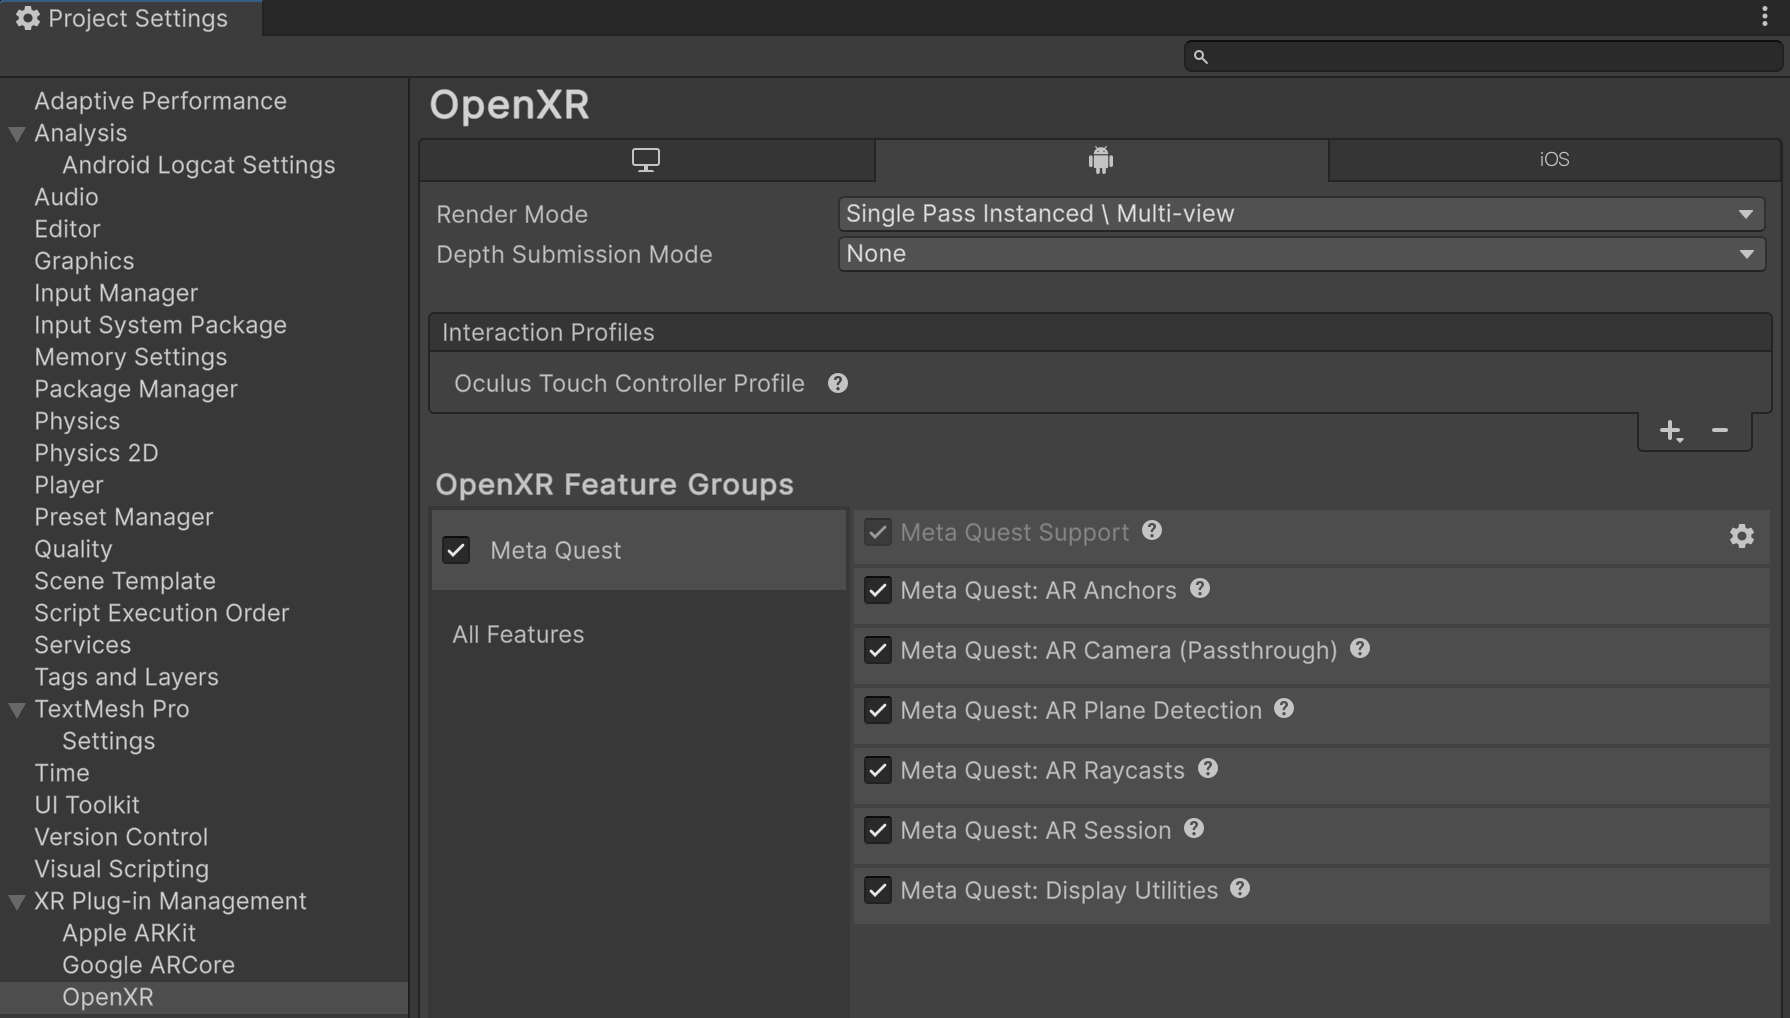 Project Settings
Adaptive Performance
Analysis
Android Logcat Settings
Audio
Editor
Graphics
Input Manager
Input System Package
Memory Settings
Package Manager
Physics
Physics 2D
Player
Preset Manager
Quality
Scene Template
Script Execution Order
Services
Tags and Layers
TextMesh Pro
Settings
Time
UI Toolkit
Version Control
Visual Scripting
XR Plug-in Management
Apple ARKit
Google ARCore
OpenXR
OpenXR
iOS
Render Mode
Single Pass Instanced \ Multi-view
Depth Submission Mode
None
Interaction Profiles
Oculus Touch Controller Profile
OpenXR Feature Groups
Meta Quest
All Features
Meta Quest Support
Meta Quest: AR Anchors
Meta Quest: AR Camera (Passthrough)
Meta Quest: AR Plane Detection
Meta Quest: AR Raycasts
Meta Quest: AR Session
Meta Quest: Display Utilities